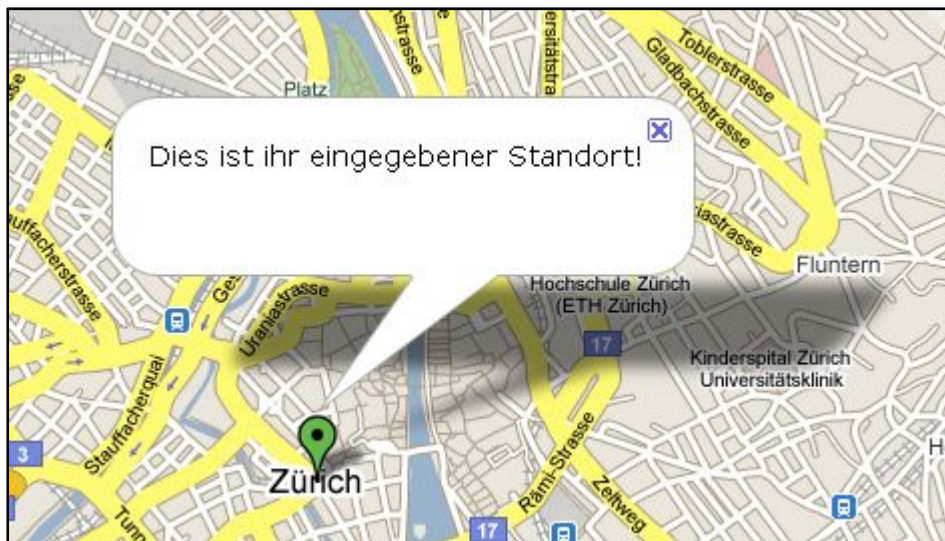 Platz
Toblerstrasse
Gladbachstrasse
Dies ist ihr eingegebener Standort!
Fluntern
Hochschule Zürich
(ETH Zürich)
Uraniastrasse
17
Kinderspital Zürich
Universitätsklinik
Stauffacherquai
3
Zürich
Rämi-Strasse
Zeltweg
17